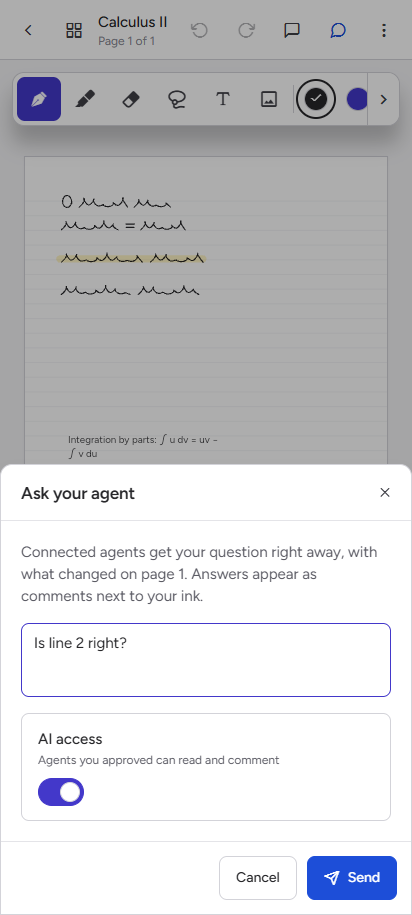 Calculus II
Page 1 of 1
T
Integration by parts: ∫ u dv = uv −
∫ v du
Ask your agent
Connected agents get your question right away, with
what changed on page 1. Answers appear as
comments next to your ink.
Is line 2 right?
AI access
Agents you approved can read and comment
Cancel
Send